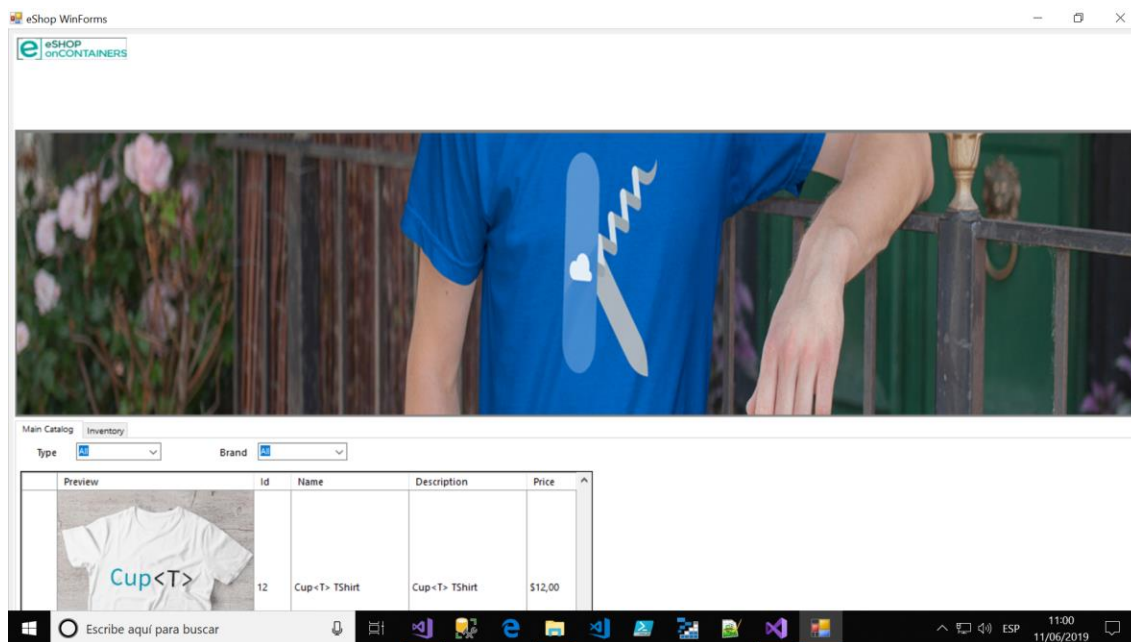 eShop WinForms
eSHOP
onCONTAINERS
Main Catalog Inventory
Type All Brand All
Preview Id Name Description Price
Cup<T>
12 Cup<T> TShirt Cup<T> TShirt $12,00
Escribe aquí para buscar
ESP
11:00
11/06/2019